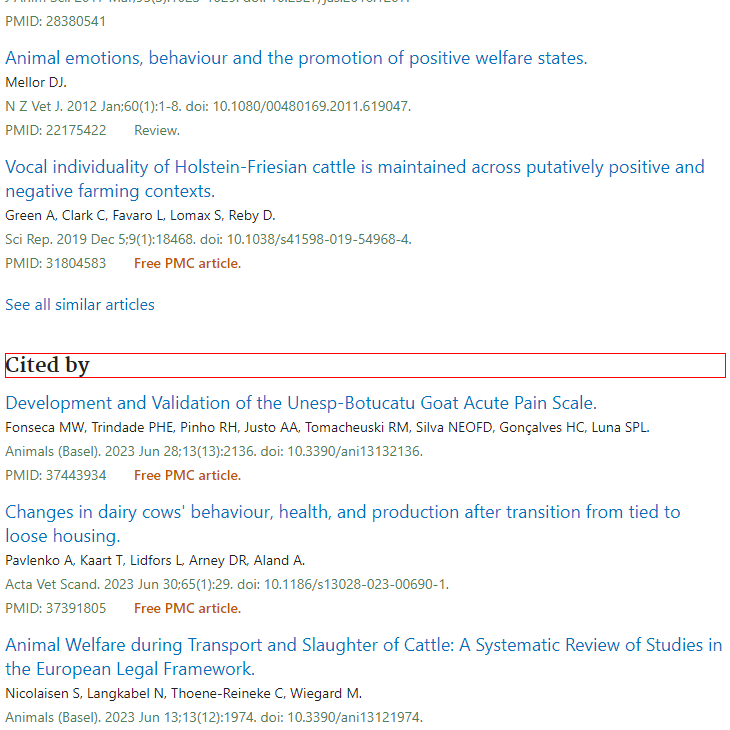 PMID: 28380541
Animal emotions, behaviour and the promotion of positive welfare states.
Mellor DJ.
N Z Vet J. 2012 Jan;60(1):1-8. doi: 10.1080/00480169.2011.619047.
PMID: 22175422 Review.
Vocal individuality of Holstein-Friesian cattle is maintained across putatively positive and
negative farming contexts.
Green A, Clark C, Favaro L, Lomax S, Reby D.
Sci Rep. 2019 Dec 5;9(1):18468. doi: 10.1038/s41598-019-54968-4.
PMID: 31804583 Free PMC article.
See all similar articles
Cited by
Development and Validation of the Unesp-Botucatu Goat Acute Pain Scale.
Fonseca MW, Trindade PHE, Pinho RH, Justo AA, Tomacheuski RM, Silva NEOFD, Gonçalves HC, Luna SPL.
Animals (Basel). 2023 Jun 28;13(13):2136. doi: 10.3390/ani13132136.
PMID: 37443934 Free PMC article.
Changes in dairy cows' behaviour, health, and production after transition from tied to
loose housing.
Pavlenko A, Kaart T, Lidfors L, Arney DR, Aland A.
Acta Vet Scand. 2023 Jun 30;65(1):29. doi: 10.1186/s13028-023-00690-1.
PMID: 37391805 Free PMC article.
Animal Welfare during Transport and Slaughter of Cattle: A Systematic Review of Studies in
the European Legal Framework.
Nicolaisen S, Langkabel N, Thoene-Reineke C, Wiegard M.
Animals (Basel). 2023 Jun 13;13(12):1974. doi: 10.3390/ani13121974.